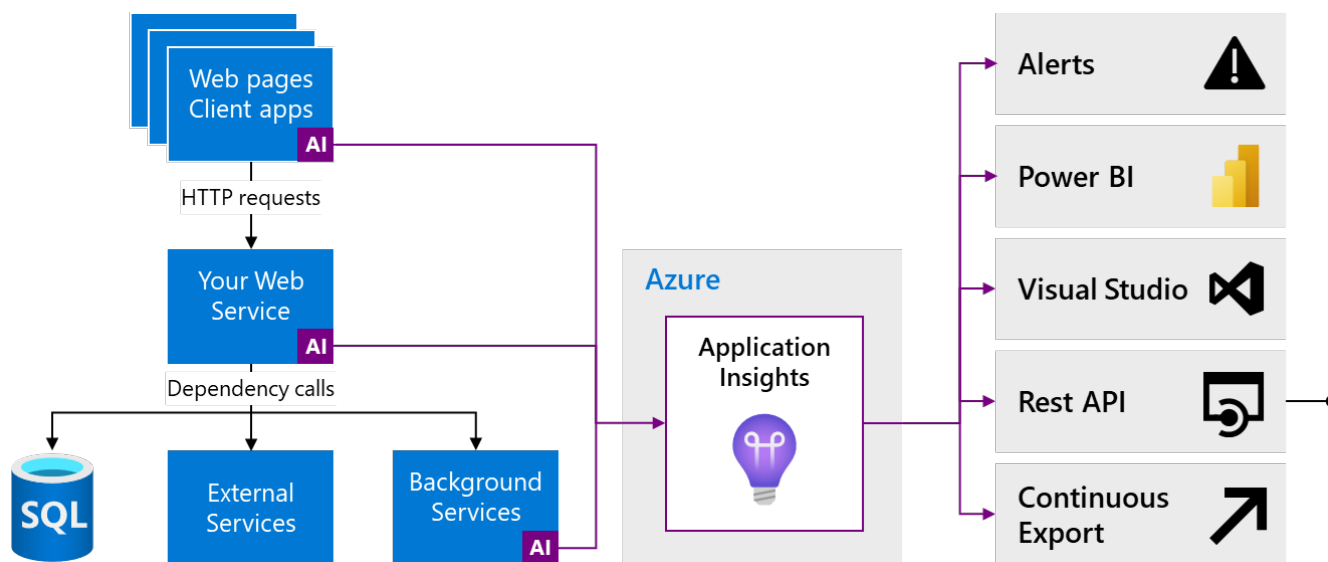 Web pages
Client apps
AI
HTTP requests
Your Web
Service
AI
Dependency calls
SQL
External
Services
Background
Services
AI
Azure
Application
Insights
Alerts
Power BI
Visual Studio
Rest API
Continuous
Export